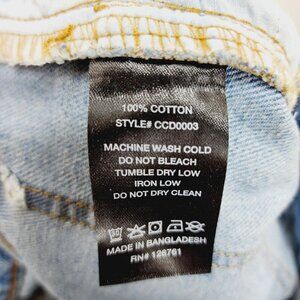 100% COTTON
STYLE# CCD0003
MACHINE WASH COLD
DO NOT BLEACH
TUMBLE DRY LOW
IRON LOW
DO NOT DRY CLEAN
MADE IN BANGLADESH
RN# 126761